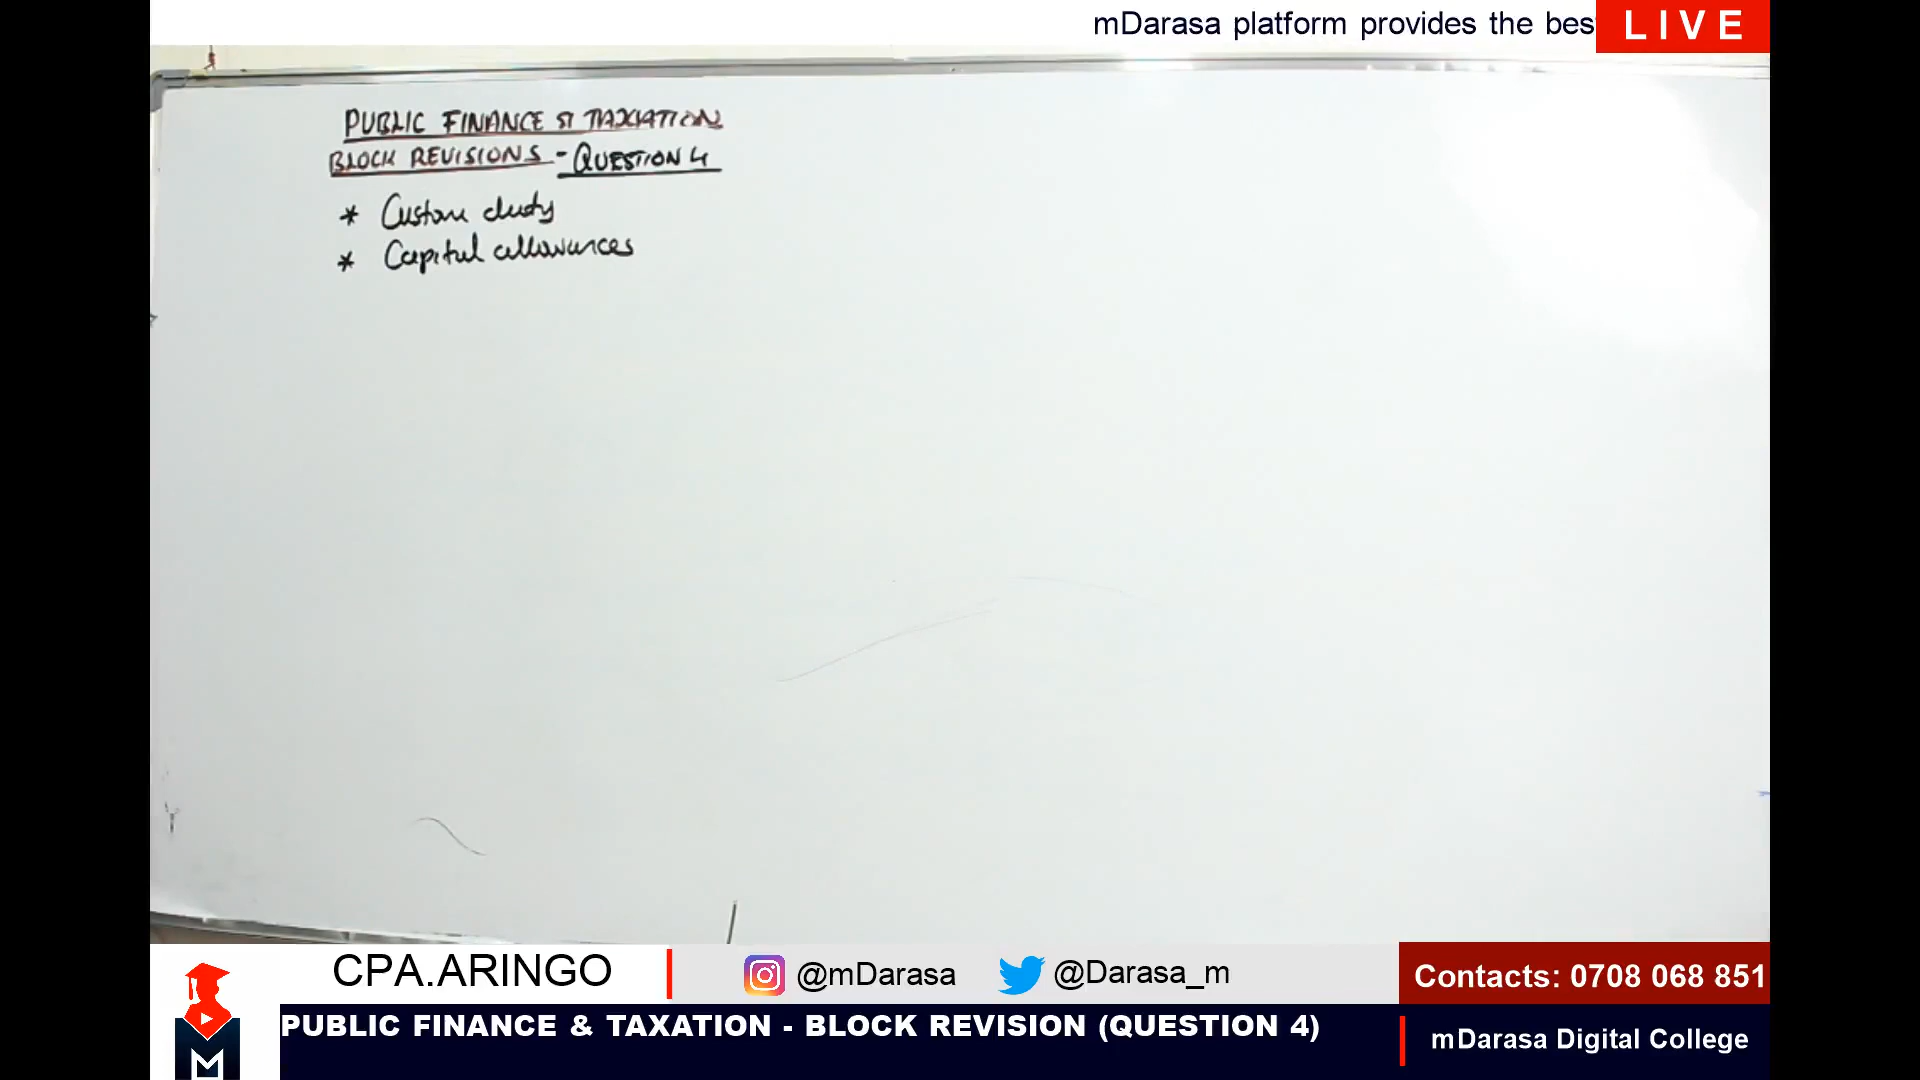 mDarasa platform provides the bes
LIVE
PUBLIC FINANCE & TAXIATION
BLOCK REVISIONS - QUESTION 4
* Custom duty
* Capital allowances
CPA.ARINGO
@mDarasa
@Darasa_m
Contacts: 0708 068 851
PUBLIC FINANCE & TAXATION - BLOCK REVISION (QUESTION 4)
mDarasa Digital College
M